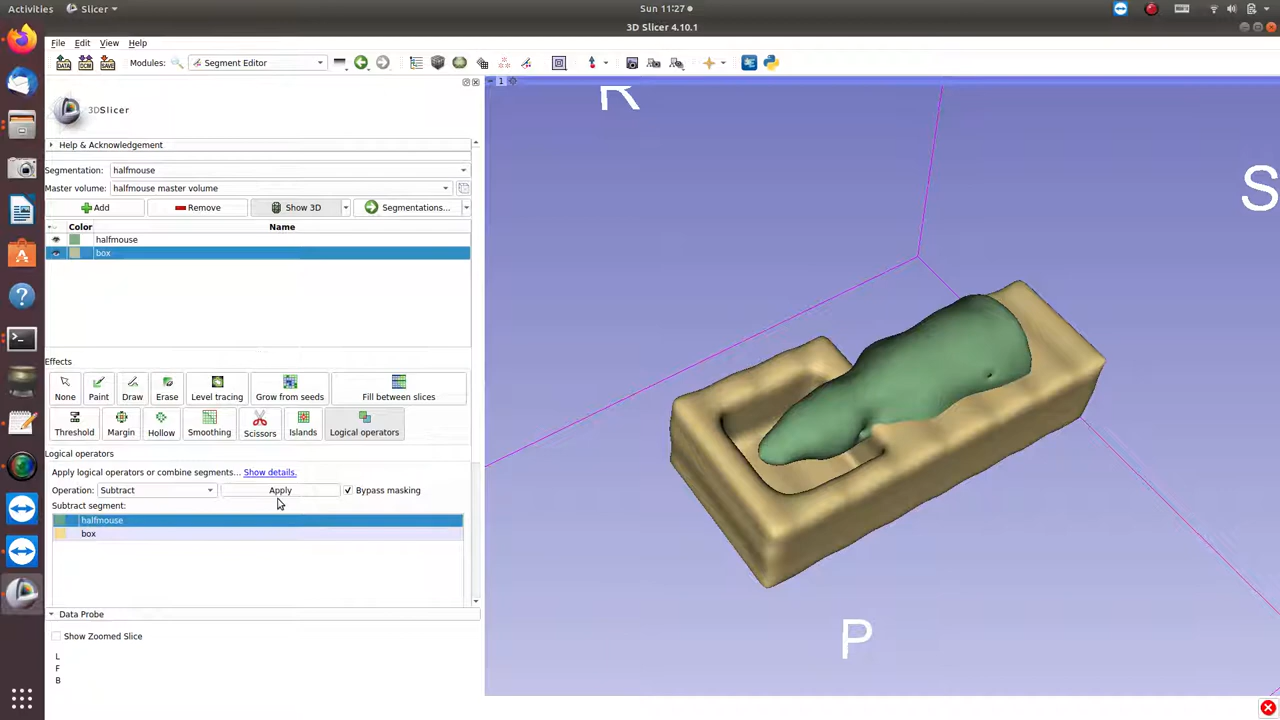 Activities
Slicer
Sun 11:27
3D Slicer 4.10.1
File Edit View Help
DATA
DCM
SAVE
Modules:
Segment Editor
1
3DSlicer
Help & Acknowledgement
Segmentation:
halfmouse
Master volume:
halfmouse master volume
Add
Remove
Show 3D
Segmentations...
Color
Name
halfmouse
box
Effects
None
Paint
Draw
Erase
Level tracing
Grow from seeds
Fill between slices
Threshold
Margin
Hollow
Smoothing
Scissors
Islands
Logical operators
Logical operators
Apply logical operators or combine segments... Show details.
Operation:
Subtract
Apply
Bypass masking
Subtract segment:
halfmouse
box
Data Probe
Show Zoomed Slice
L
F
B
R
S
P